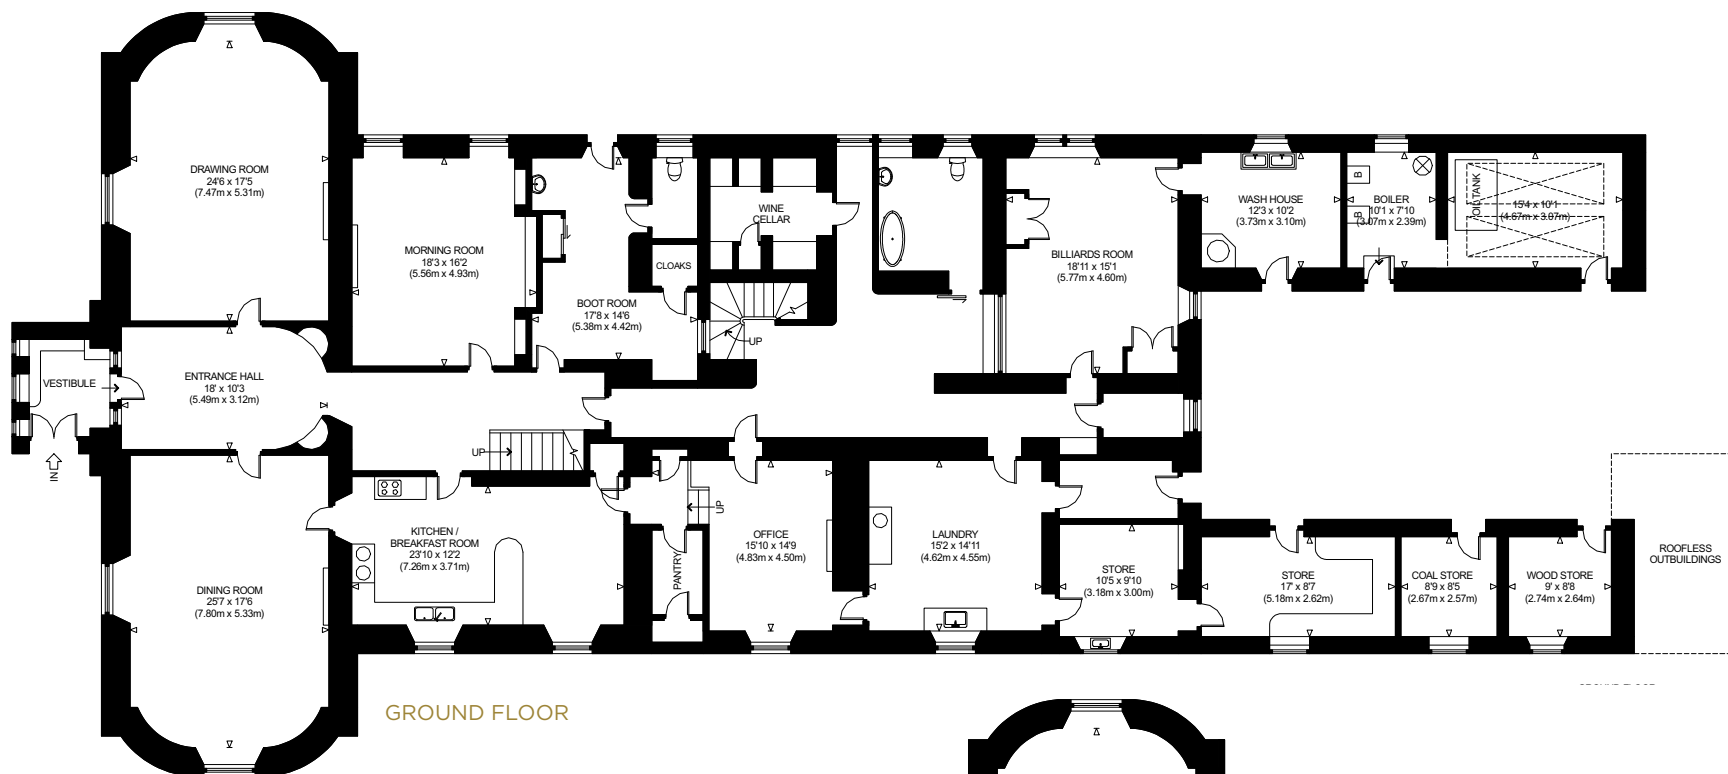 DRAWING ROOM
24'6 x 17'5
(7.47m x 5.31m)
MORNING ROOM
18'3 x 16'2
(5.56m x 4.93m)
BOOT ROOM
17'8 x 14'6
(5.38m x 4.42m)
CLOAKS
WINE
CELLAR
UP
BILLIARDS ROOM
18'11 x 15'1
(5.77m x 4.60m)
WASH HOUSE
12'3 x 10'2
(3.73m x 3.10m)
B
BOILER
10'1 x 7'10
(3.07m x 2.39m)
B
OIL TANK
15'4 x 10'1
(4.67m x 3.07m)
VESTIBULE
IN
ENTRANCE HALL
18' x 10'3
(5.49m x 3.12m)
UP
DINING ROOM
25'7 x 17'6
(7.80m x 5.33m)
KITCHEN /
BREAKFAST ROOM
23'10 x 12'2
(7.26m x 3.71m)
UP
PANTRY
OFFICE
15'10 x 14'9
(4.83m x 4.50m)
LAUNDRY
15'2 x 14'11
(4.62m x 4.55m)
STORE
10'5 x 9'10
(3.18m x 3.00m)
STORE
17' x 8'7
(5.18m x 2.62m)
COAL STORE
8'9 x 8'5
(2.67m x 2.57m)
WOOD STORE
9' x 8'8
(2.74m x 2.64m)
ROOFLESS
OUTBUILDINGS
GROUND FLOOR